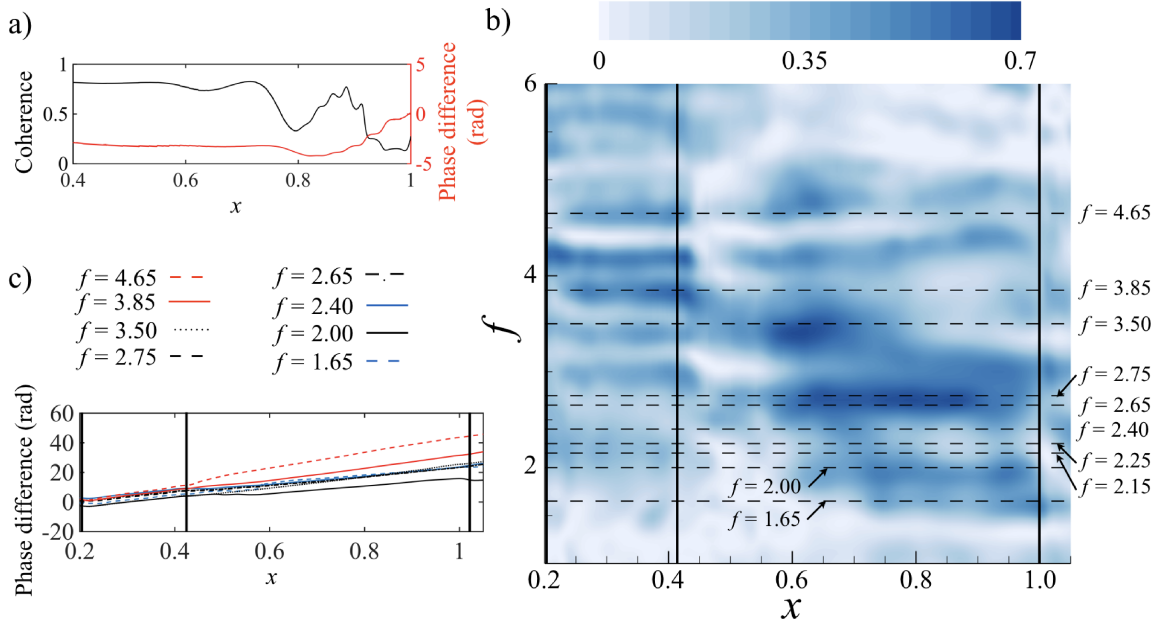 a)
Coherence
1
0.5
0
0.4
0.6
0.8
1
x
5
0
-5
Phase difference
(rad)
b)
0
0.35
0.7
f
6
4
2
0.2
0.4
0.6
0.8
1.0
x
f = 4.65
f = 3.85
f = 3.50
f = 2.75
f = 2.65
f = 2.40
f = 2.25
f = 2.15
f = 2.00
f = 1.65
c)
f = 4.65
f = 3.85
f = 3.50
f = 2.75
f = 2.65
f = 2.40
f = 2.00
f = 1.65
Phase difference (rad)
60
40
20
0
-20
0.2
0.4
0.6
0.8
1
x